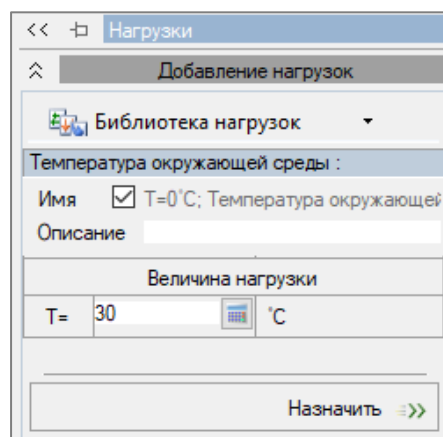 << Нагрузки
Добавление нагрузок
Библиотека нагрузок
Температура окружающей среды :
Имя T=0°C; Температура окружающей
Описание
Величина нагрузки
T= 30 °C
Назначить >>